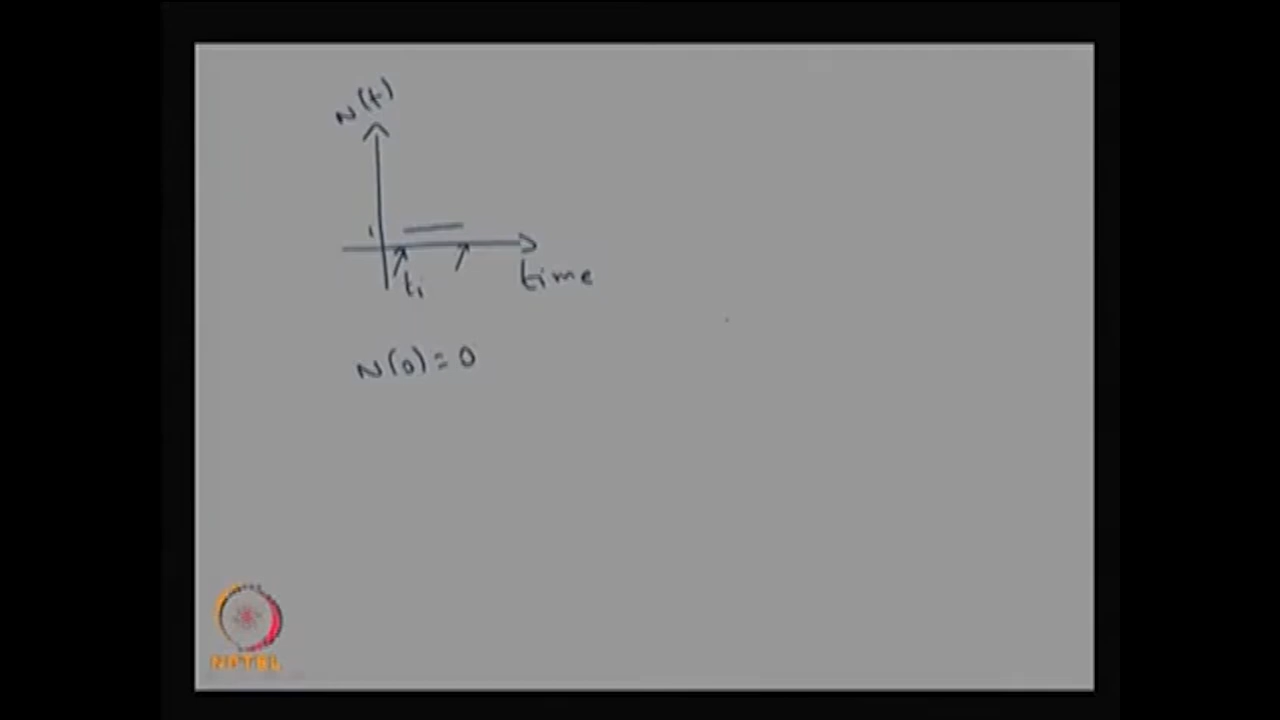 N(t)
1
t₁
time
N(0) = 0
NPTEL